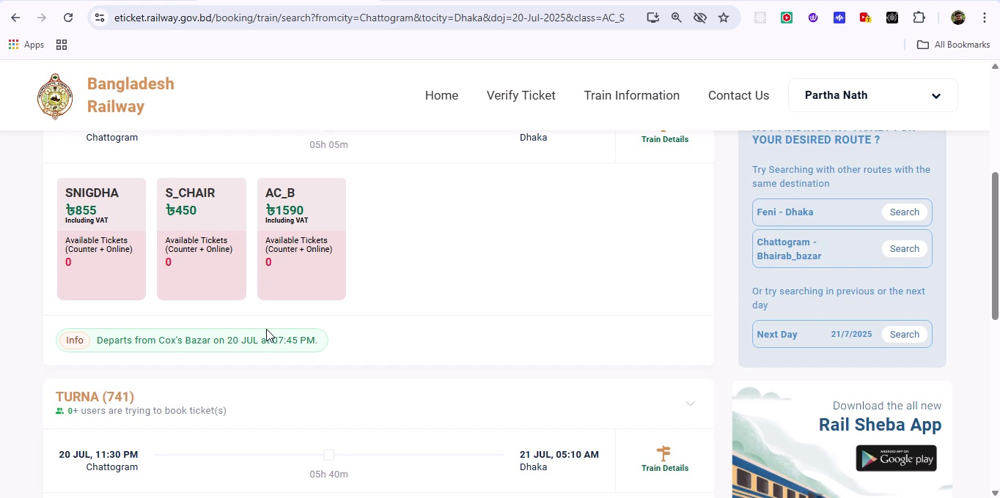 eticket.railway.gov.bd/booking/train/search?fromcity=Chattogram&tocity=Dhaka&doj=20-Jul-2025&class=AC_S
Apps
All Bookmarks
Bangladesh
Railway
Home
Verify Ticket
Train Information
Contact Us
Partha Nath
Chattogram
05h 05m
Dhaka
Train Details
SNIGDHA
৳855
Including VAT
Available Tickets
(Counter + Online)
0
S_CHAIR
৳450
Available Tickets
(Counter + Online)
0
AC_B
৳1590
Including VAT
Available Tickets
(Counter + Online)
0
Info
Departs from Cox's Bazar on 20 JUL at 07:45 PM.
TURNA (741)
0+ users are trying to book ticket(s)
20 JUL, 11:30 PM
Chattogram
05h 40m
21 JUL, 05:10 AM
Dhaka
Train Details
YOUR DESIRED ROUTE ?
Try Searching with other routes with the
same destination
Feni - Dhaka
Search
Chattogram -
Bhairab_bazar
Search
Or try searching in previous or the next
day
Next Day
21/7/2025
Search
Download the all new
Rail Sheba App
ANDROID APP ON
Google play